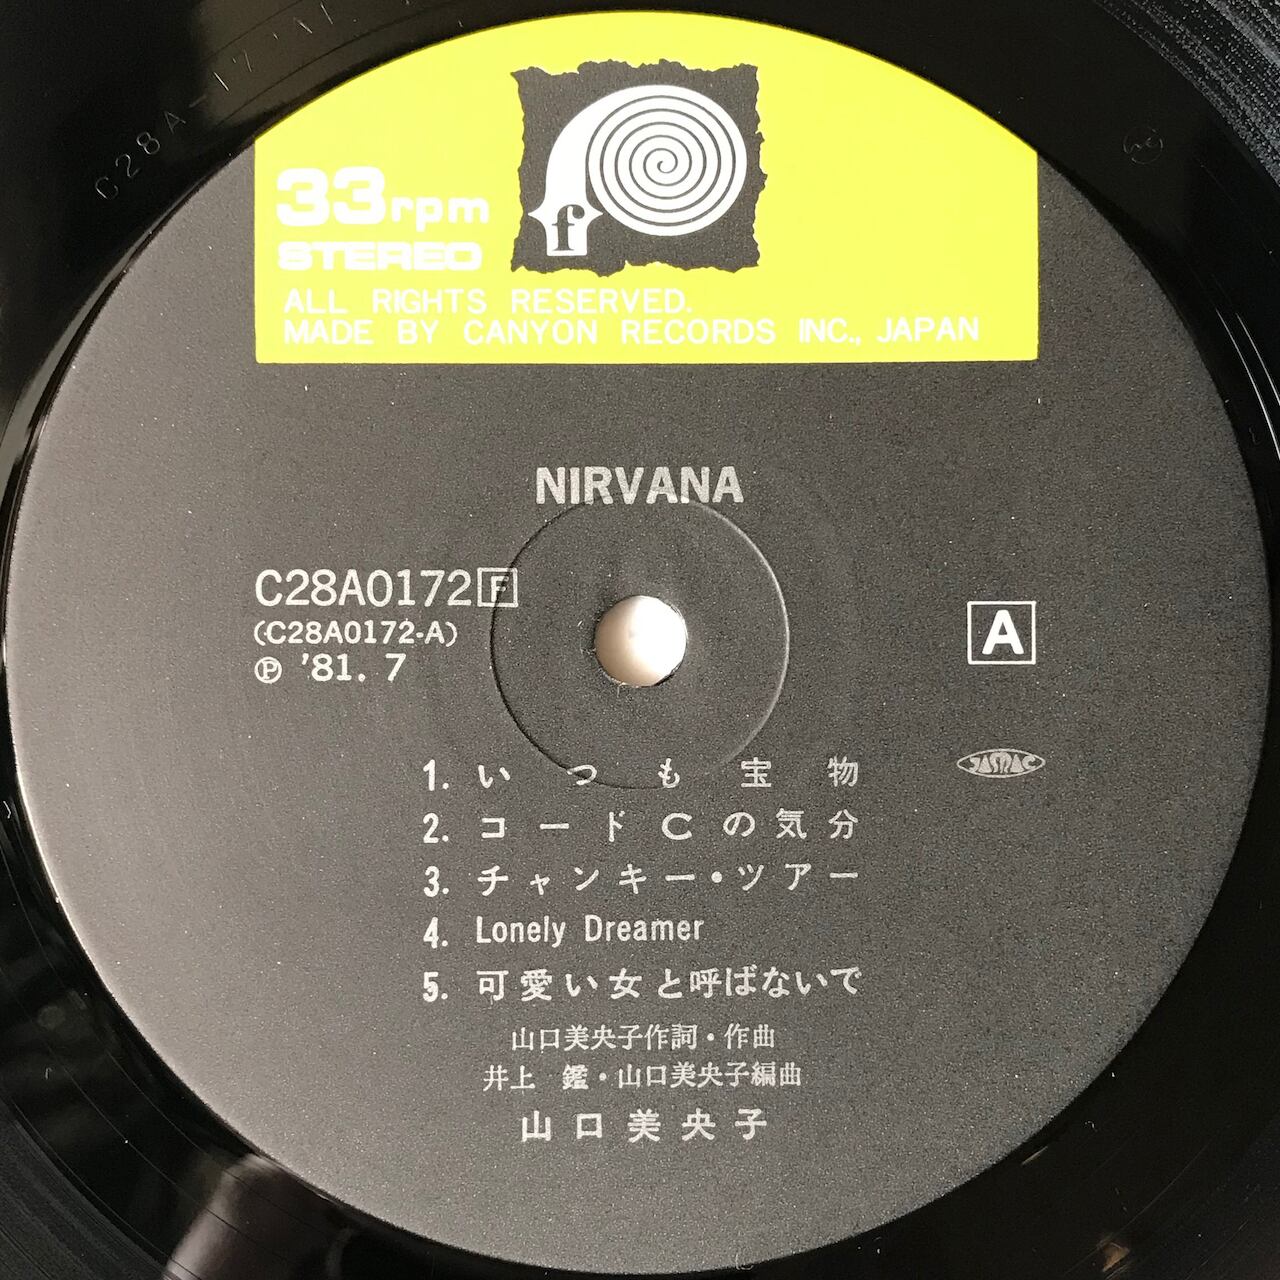 C28A-17
33rpm
STEREO
f
ALL RIGHTS RESERVED.
MADE BY CANYON RECORDS INC., JAPAN
NIRVANA
C28A0172 F
(C28A0172-A)
℗ '81. 7
A
JASRAC
1. いつも宝物
2. コードCの気分
3. チャンキー・ツアー
4. Lonely Dreamer
5. 可愛い女と呼ばないで
山口美央子作詞・作曲
井上 鑑・山口美央子編曲
山口美央子